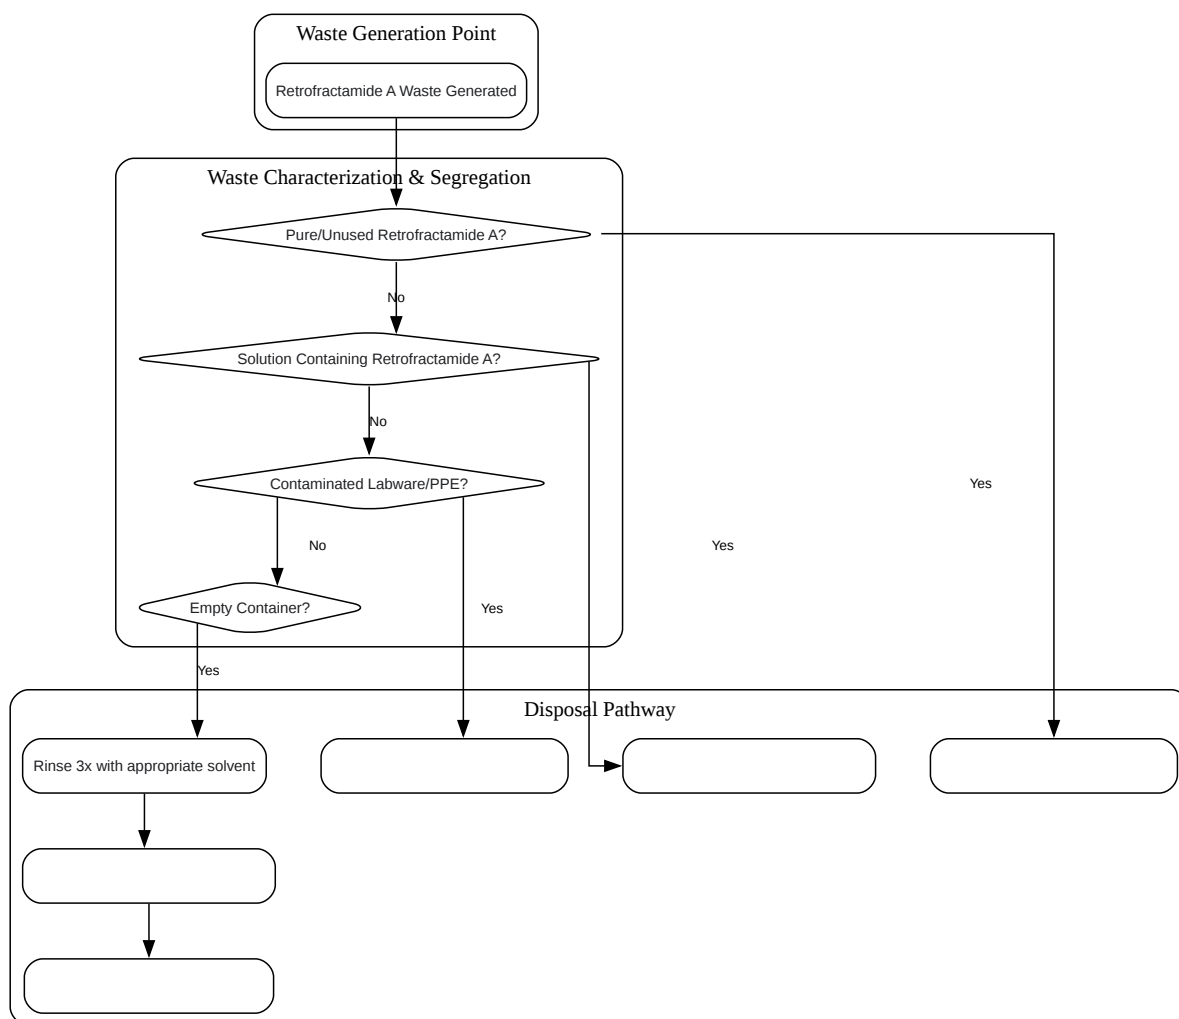 Waste Generation Point
Retrofractamide A Waste Generated
Waste Characterization & Segregation
Pure/Unused Retrofractamide A?
No
Solution Containing Retrofractamide A?
No
Contaminated Labware/PPE?
Yes
No
Yes
Empty Container?
Yes
Yes
Disposal Pathway
Rinse 3x with appropriate solvent